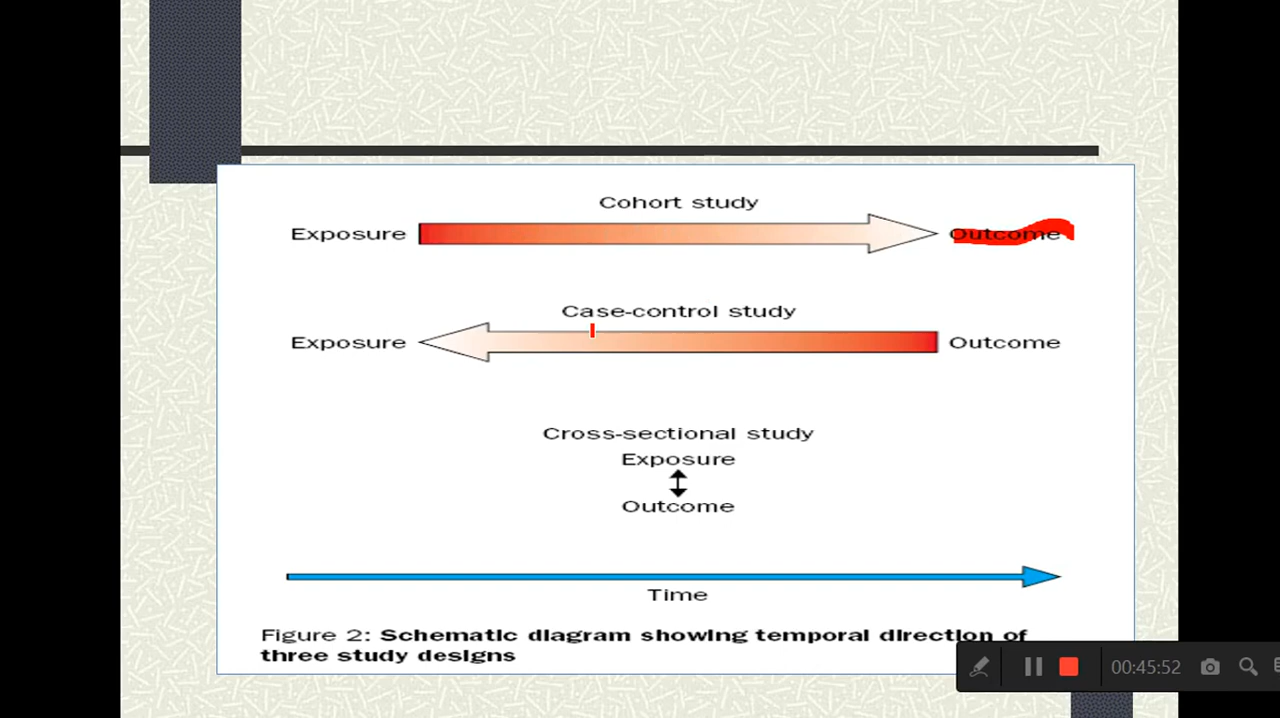 Cohort study
Exposure Outcome
Case-control study
Exposure Outcome
Cross-sectional study
Exposure
Outcome
Time
Figure 2: Schematic diagram showing temporal direction of
three study designs
00:45:52